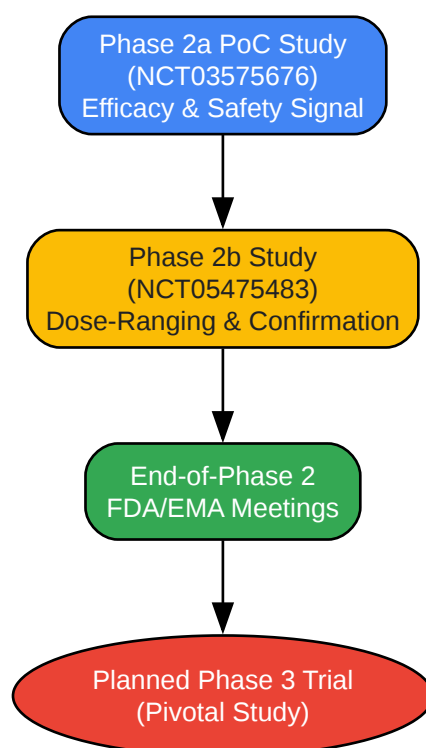 Phase 2a PoC Study
(NCT03575676)
Efficacy & Safety Signal
Phase 2b Study
(NCT05475483)
Dose-Ranging & Confirmation
End-of-Phase 2
FDA/EMA Meetings
Planned Phase 3 Trial
(Pivotal Study)